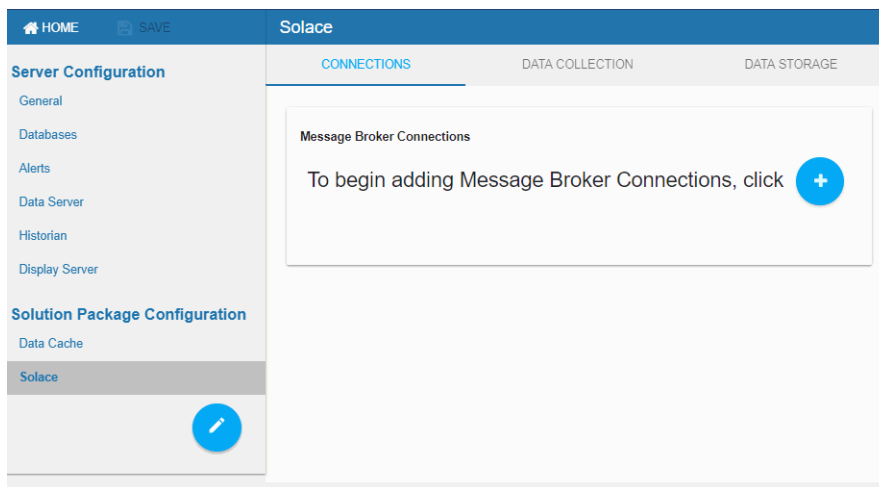 HOME SAVE Solace
Server Configuration
General
Databases
Alerts
Data Server
Historian
Display Server
Solution Package Configuration
Data Cache
Solace
CONNECTIONS DATA COLLECTION DATA STORAGE
Message Broker Connections
To begin adding Message Broker Connections, click +